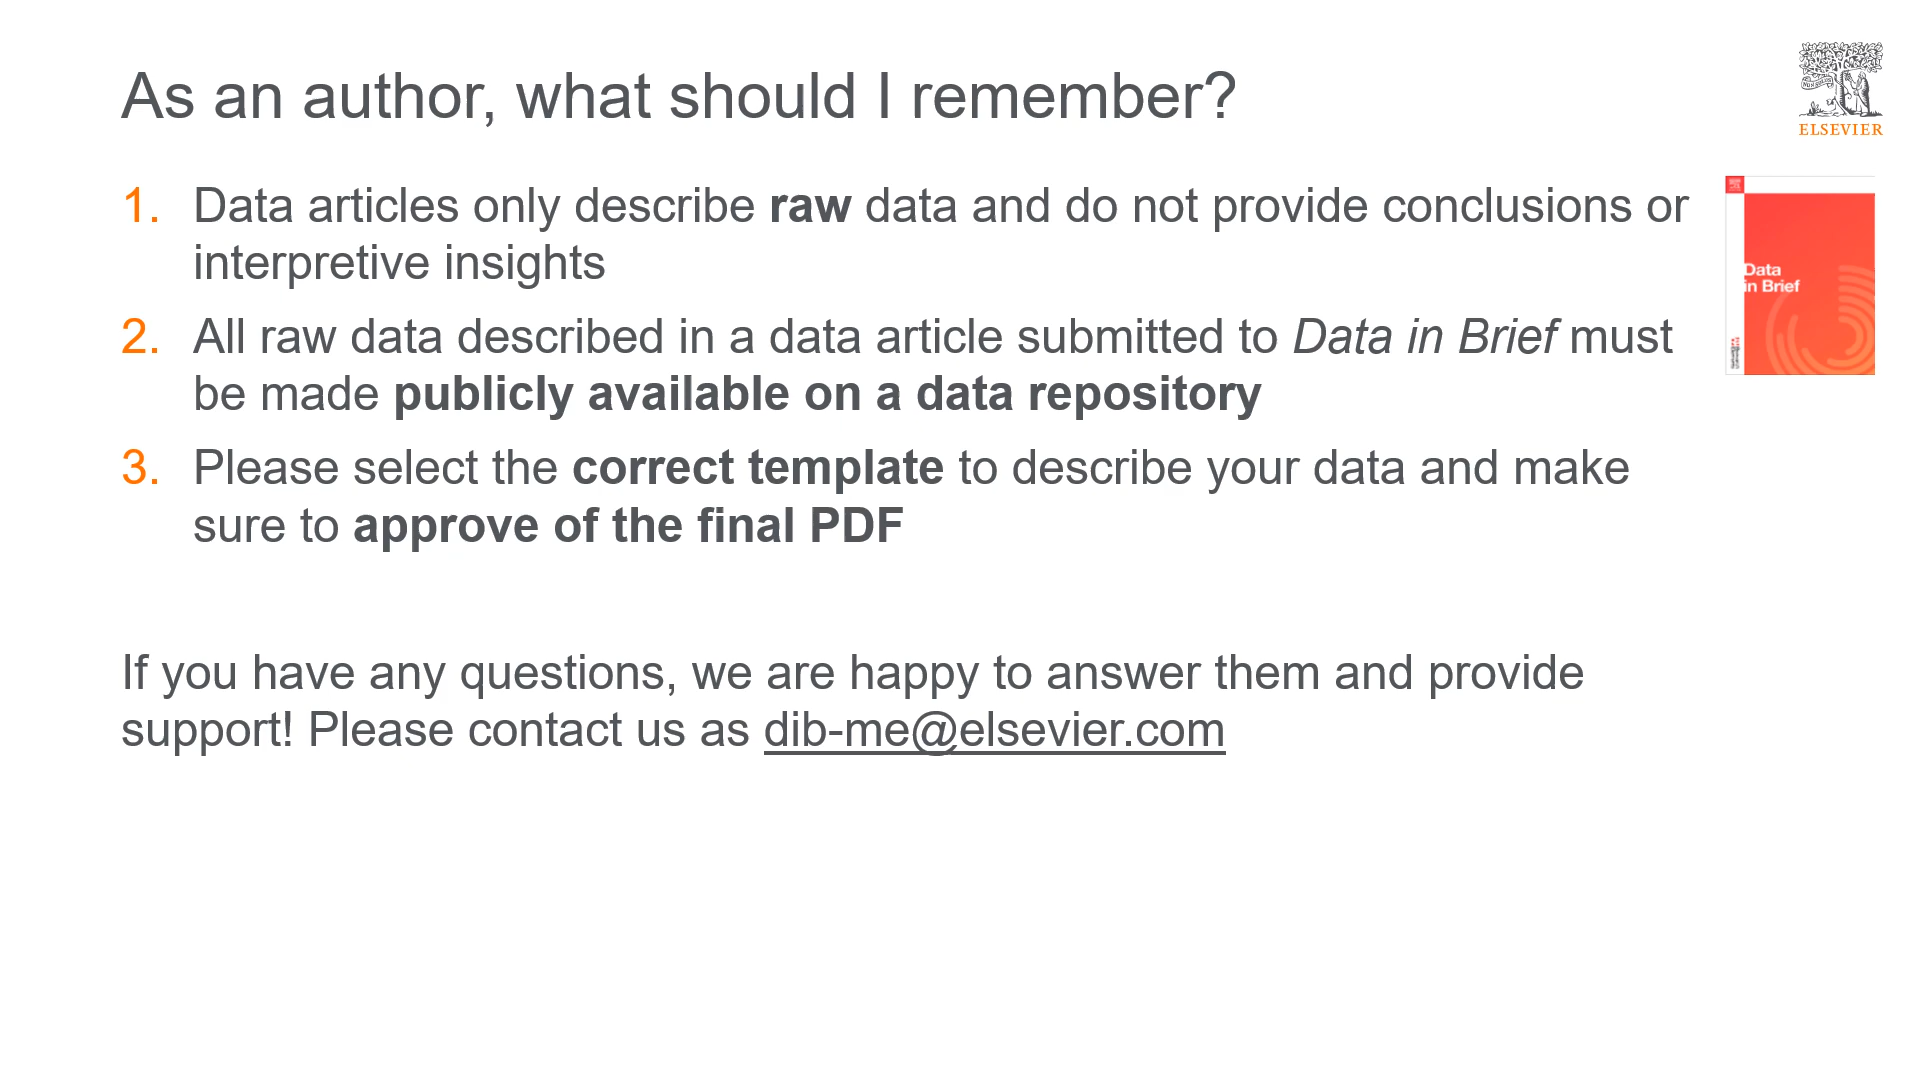 As an author, what should I remember?
ELSEVIER
1. Data articles only describe raw data and do not provide conclusions or
interpretive insights
Data
in Brief
2. All raw data described in a data article submitted to Data in Brief must
be made publicly available on a data repository
3. Please select the correct template to describe your data and make
sure to approve of the final PDF
If you have any questions, we are happy to answer them and provide
support! Please contact us as dib-me@elsevier.com